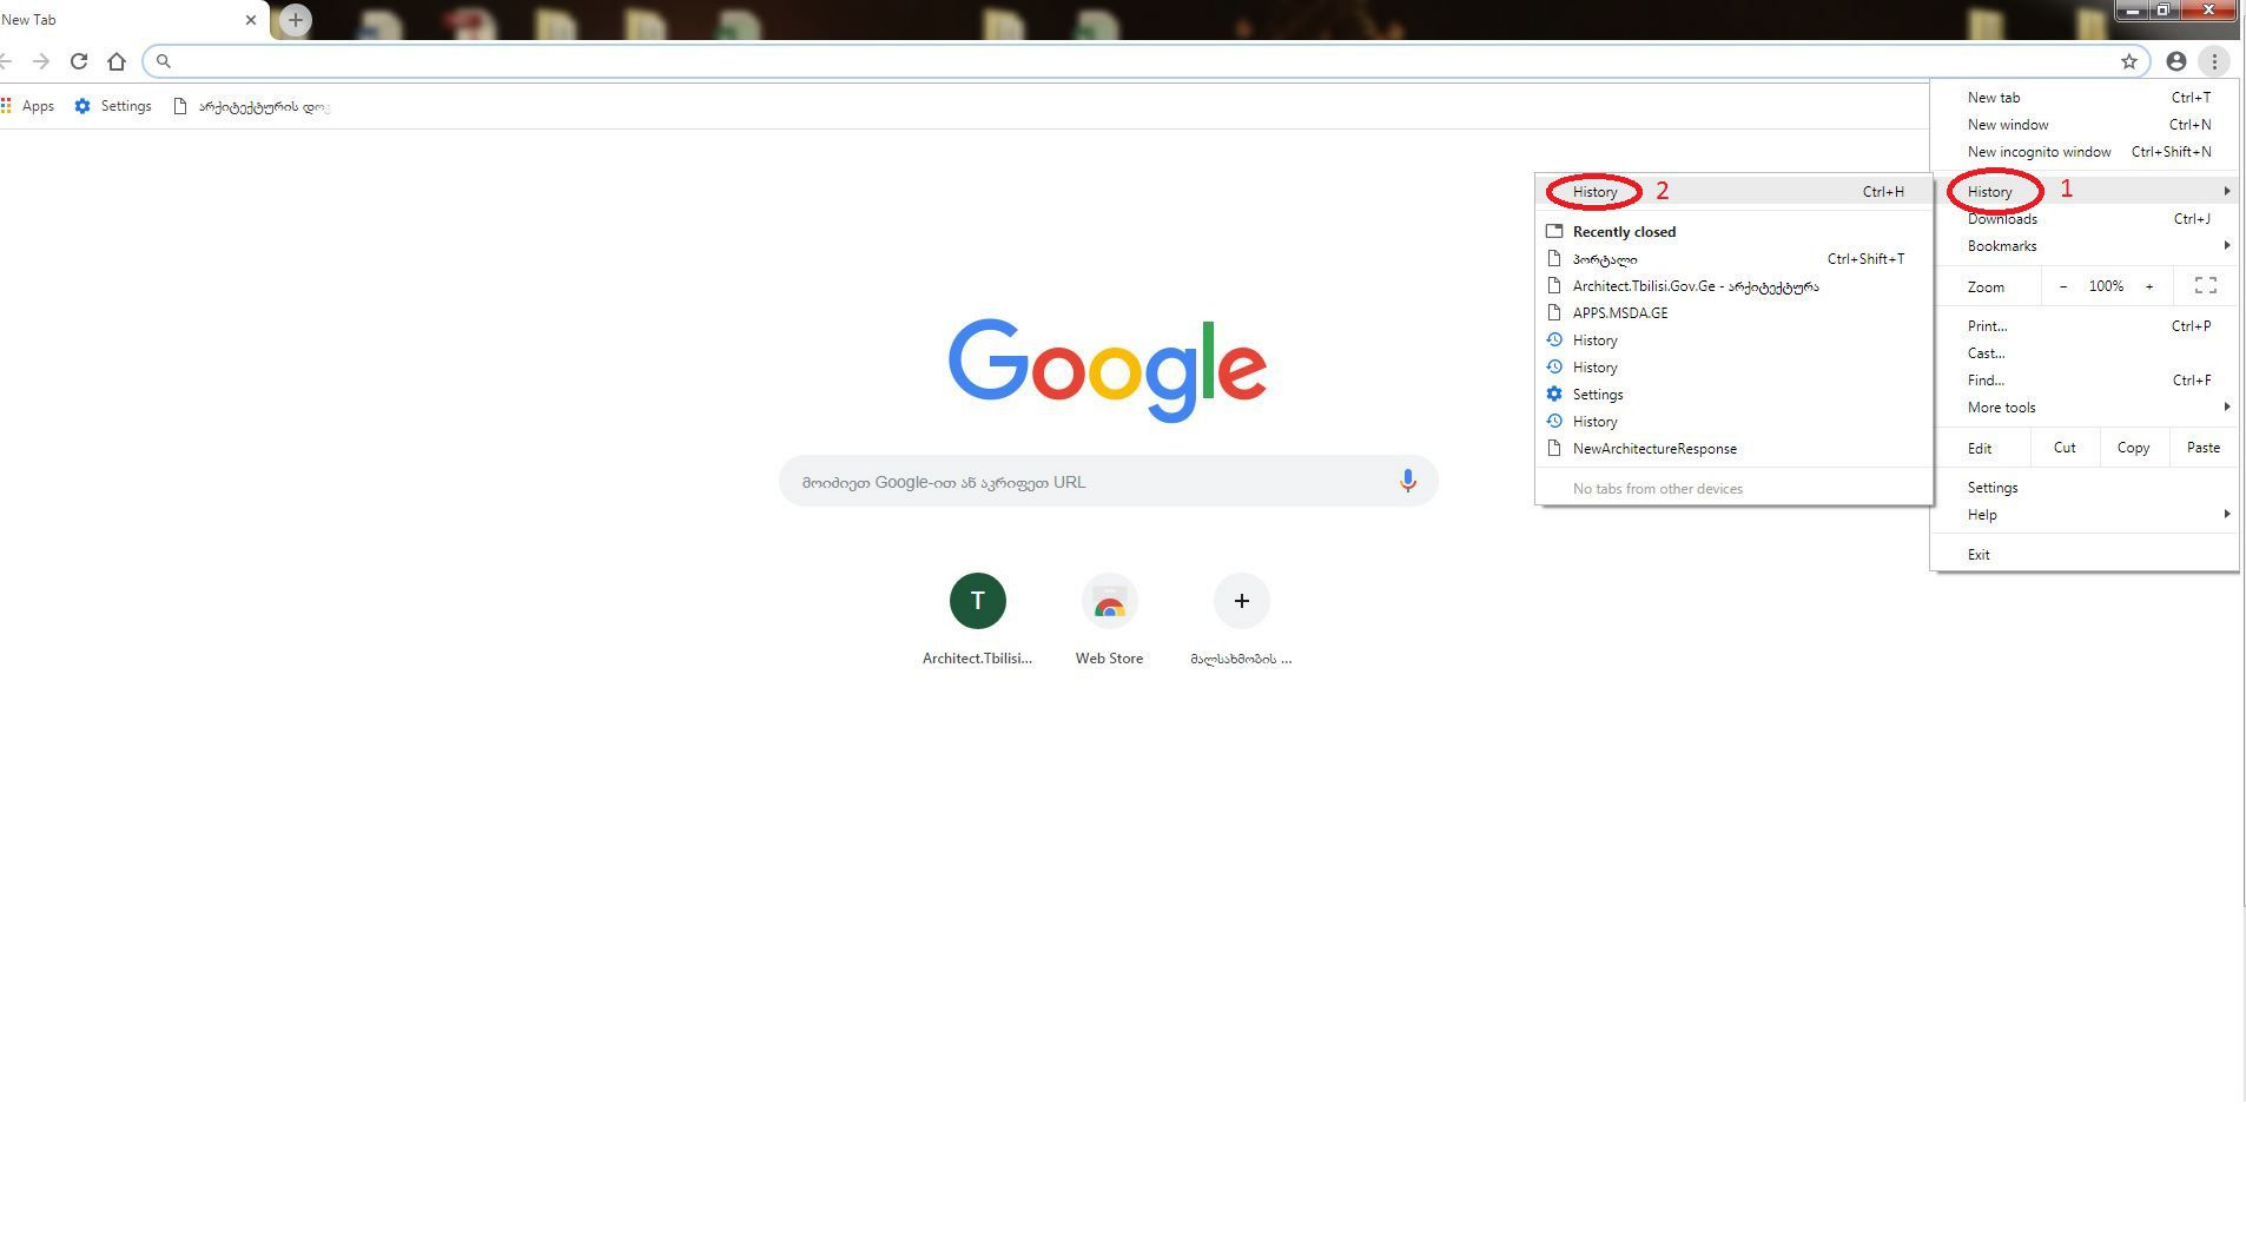 New Tab
Apps Settings არქიტექტურის დო
New tab Ctrl+T
New window Ctrl+N
New incognito window Ctrl+Shift+N
History 1
Downloads Ctrl+J
Bookmarks
Zoom - 100% +
Print... Ctrl+P
Cast...
Find... Ctrl+F
More tools
Edit Cut Copy Paste
Settings
Help
Exit
History 2 Ctrl+H
Recently closed
პორტალი Ctrl+Shift+T
Architect.Tbilisi.Gov.Ge - არქიტექტურა
APPS.MSDA.GE
History
History
Settings
History
NewArchitectureResponse
No tabs from other devices
Google
მოიძიეთ Google-ით ან აკრიფეთ URL
T
Architect.Tbilisi... Web Store მალსახმობის ...